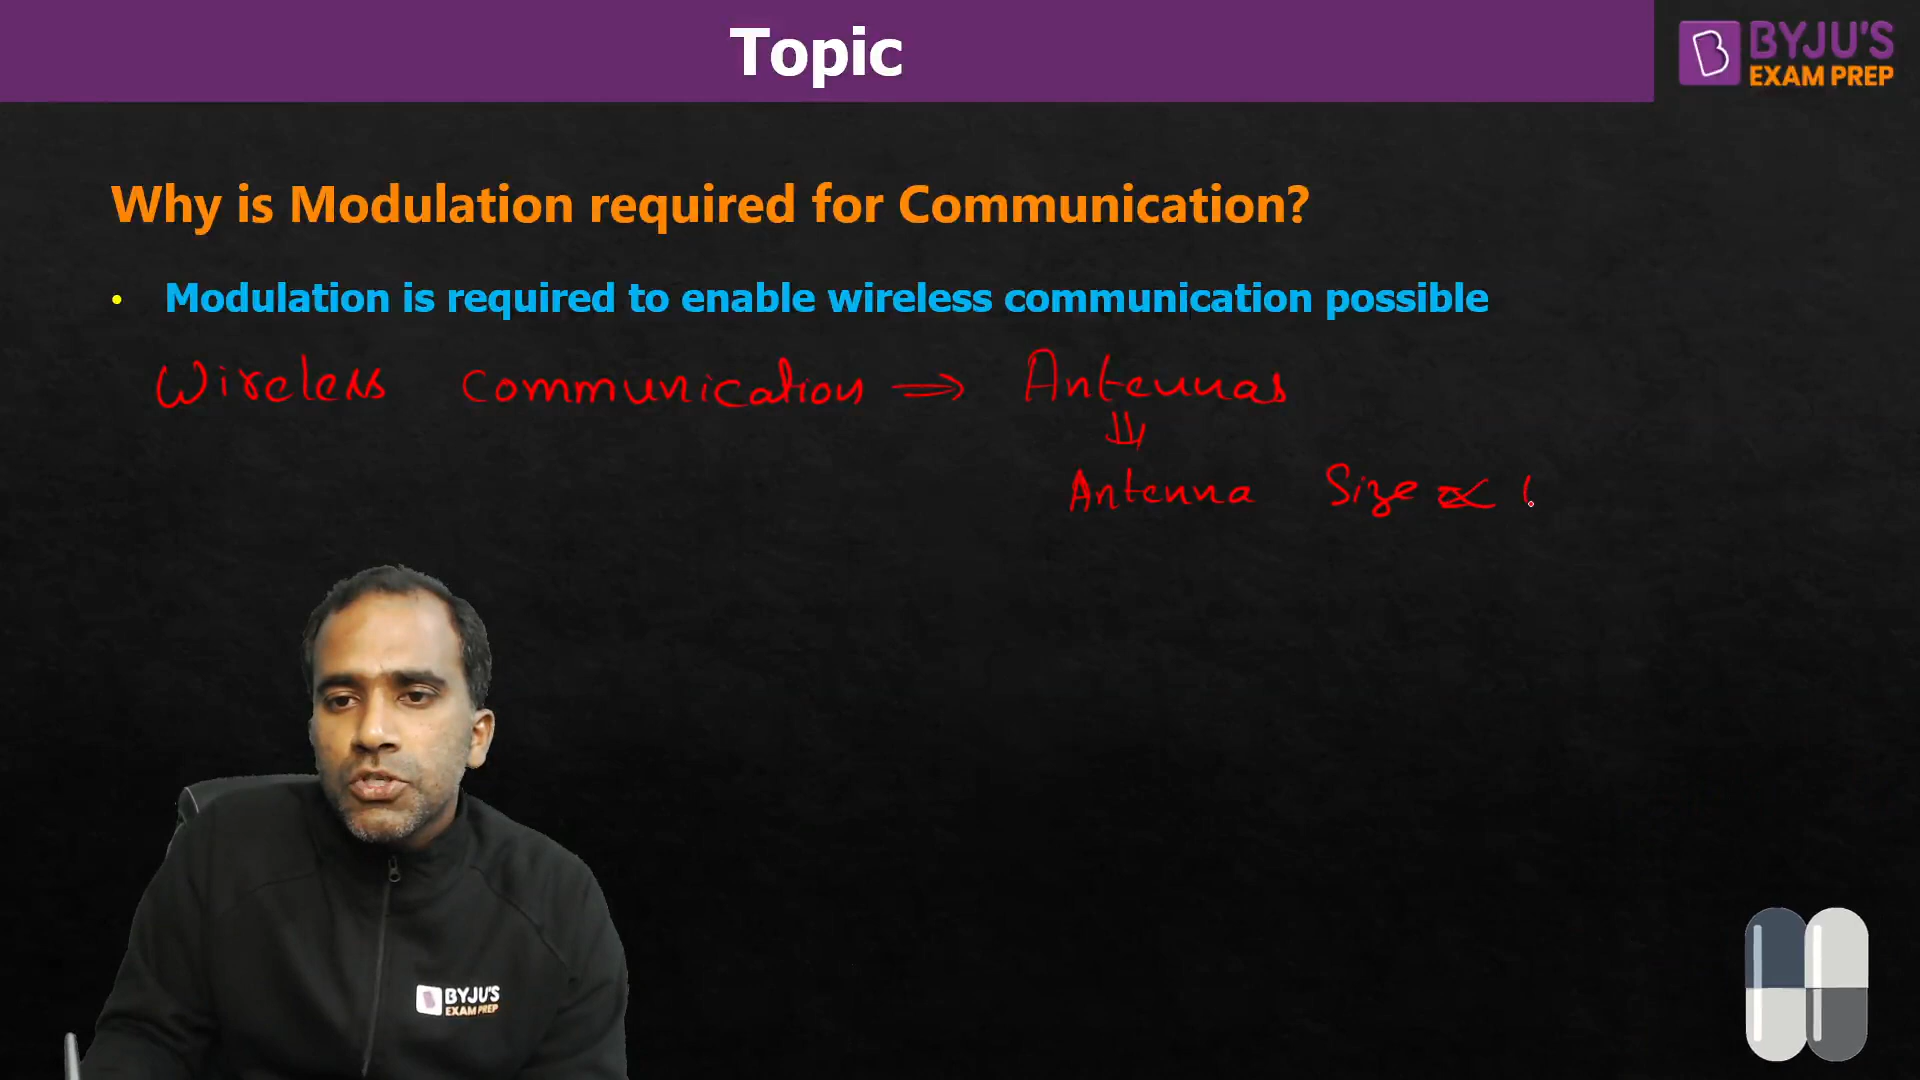 Topic
BYJU'S
EXAM PREP
Why is Modulation required for Communication?
• Modulation is required to enable wireless communication possible
Wireless Communication ⇒ Antennas
⇓
Antenna Size ∝
BYJU'S
EXAM PREP